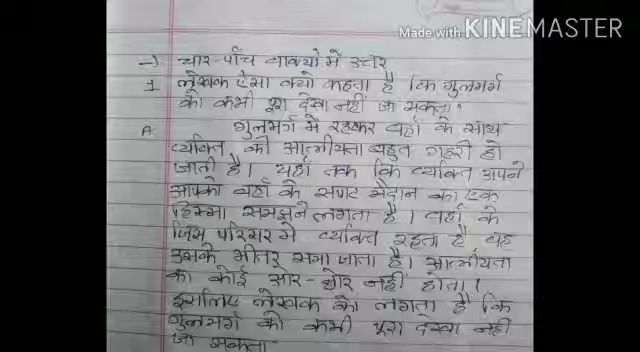 Made with KINEMASTER
→ चार-पाँच वाक्यों में उत्तर
1 लेखक ऐसा क्यों कहता है कि गुलमर्ग
को कभी पूरा देखा नहीं जा सकता?
A गुलमर्ग में रहकर वहाँ के साथ
व्यक्ति की आत्मीयता बहुत गहरी हो
जाती है। यहाँ तक कि व्यक्ति अपने
आपको वहाँ के सपाट मैदान का एक
हिस्सा समझने लगता है। वहाँ के
जिस परिसर में व्यक्ति रहता है वह
उसके भीतर समा जाता है। आत्मीयता
का कोई ओर-छोर नहीं होता।
इसलिए लेखक को लगता है कि
गुलमर्ग को कभी पूरा देखा नहीं
जा सकता